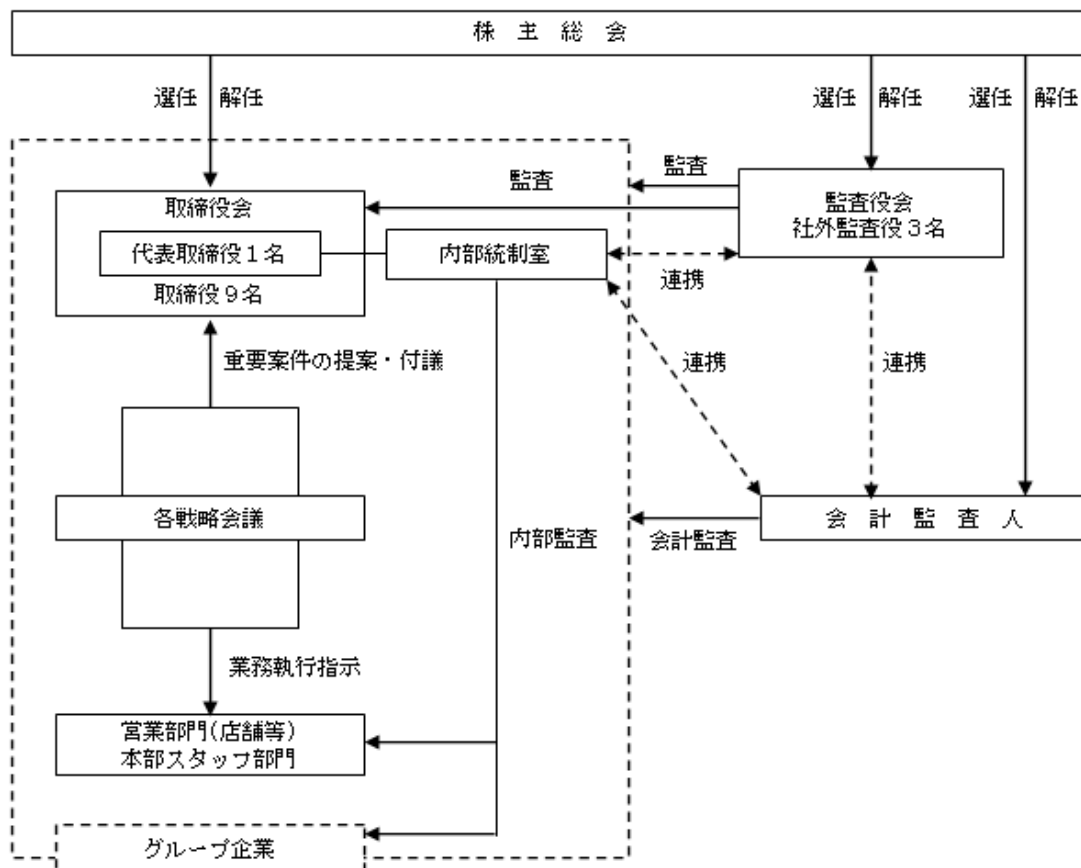 株主総会
選任 解任
選任 解任
選任 解任
監査
監査
取締役会
代表取締役1名
取締役9名
内部統制室
監査役会
社外監査役3名
連携
重要案件の提案・付議
連携
連携
各戦略会議
会計監査人
内部監査
会計監査
業務執行指示
営業部門(店舗等)
本部スタッフ部門
グループ企業